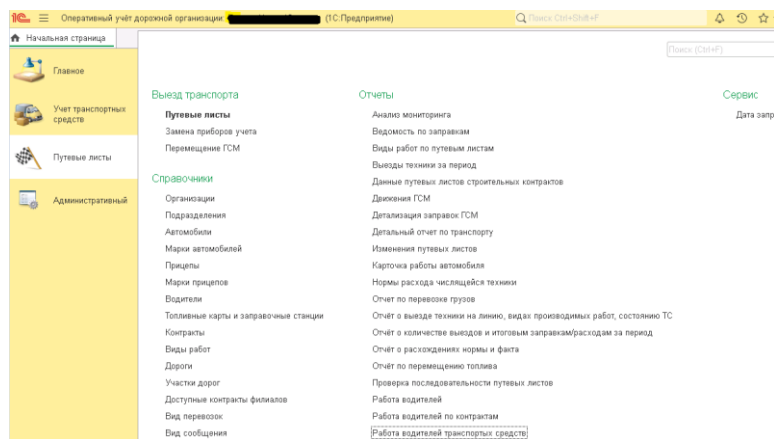 1С Оперативный учёт дорожной организации: (1С:Предприятие) Поиск Ctrl+Shift+F
Начальная страница
Поиск (Ctrl+F)
Главное
Учет транспортных средств
Путевые листы
Административный
Выезд транспорта
Путевые листы
Замена приборов учета
Перемещение ГСМ
Справочники
Организации
Подразделения
Автомобили
Марки автомобилей
Прицепы
Марки прицепов
Водители
Топливные карты и заправочные станции
Контракты
Виды работ
Дороги
Участки дорог
Доступные контракты филиалов
Вид перевозок
Вид сообщения
Отчеты
Анализ мониторинга
Ведомость по заправкам
Виды работ по путевым листам
Выезды техники за период
Данные путевых листов строительных контрактов
Движения ГСМ
Детализация заправок ГСМ
Детальный отчет по транспорту
Изменения путевых листов
Карточка работы автомобиля
Нормы расхода числящейся техники
Отчет по перевозке грузов
Отчёт о выезде техники на линию, видах производимых работ, состоянию ТС
Отчёт о количестве выездов и итоговым заправкам/расходам за период
Отчёт о расхождениях нормы и факта
Отчёт по перемещению топлива
Проверка последовательности путевых листов
Работа водителей
Работа водителей по контрактам
Работа водителей транспортых средств
Сервис
Дата запр